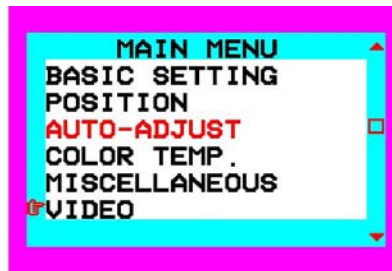 MAIN MENU
BASIC SETTING
POSITION
AUTO-ADJUST
COLOR TEMP.
MISCELLANEOUS
VIDEO